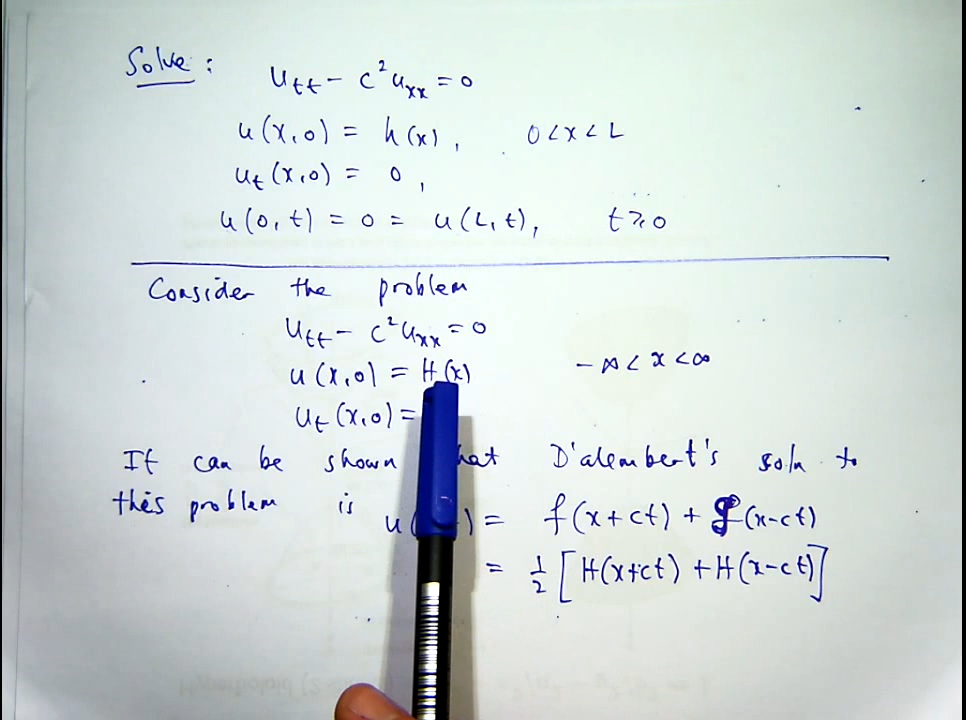 Solve :
u_tt - c²u_xx = 0
u(x,0) = h(x), 0<x<L
u_t(x,0) = 0,
u(0,t) = 0 = u(L,t), t≥0
Consider the problem
u_tt - c²u_xx = 0
u(x,0) = H(x) -∞<x<∞
u_t(x,0) =
It can be shown D'alembert's soln to
this problem is
= f(x+ct) + g(x-ct)
= ½[H(x+ct) + H(x-ct)]